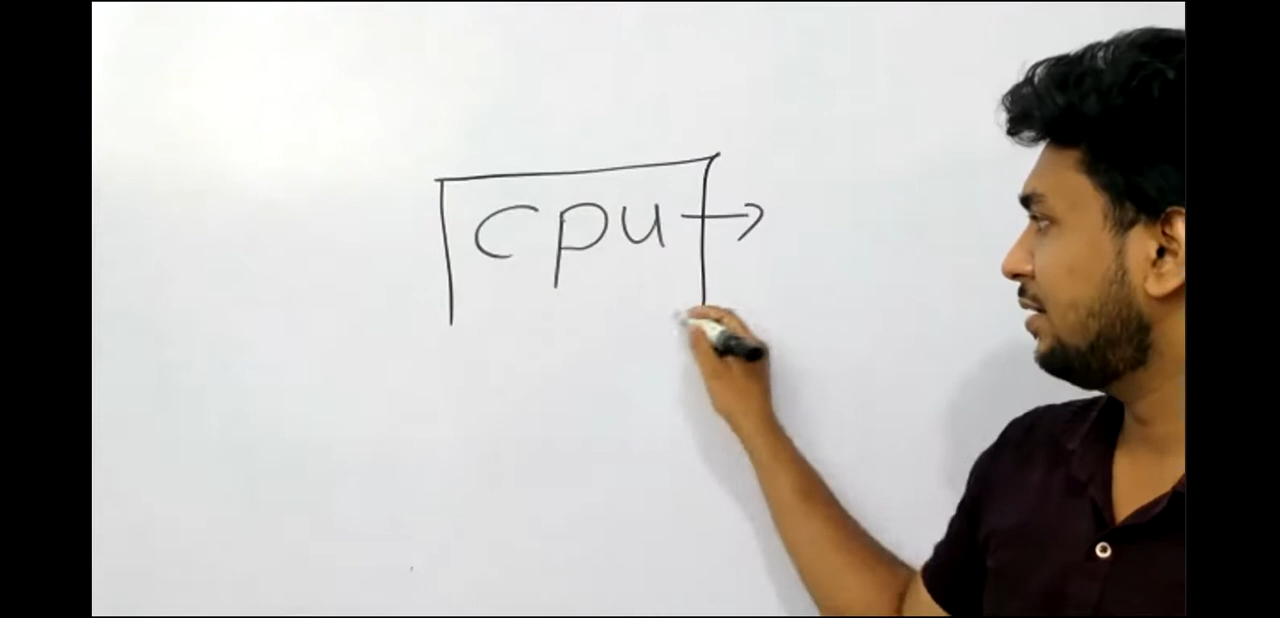 cpu →